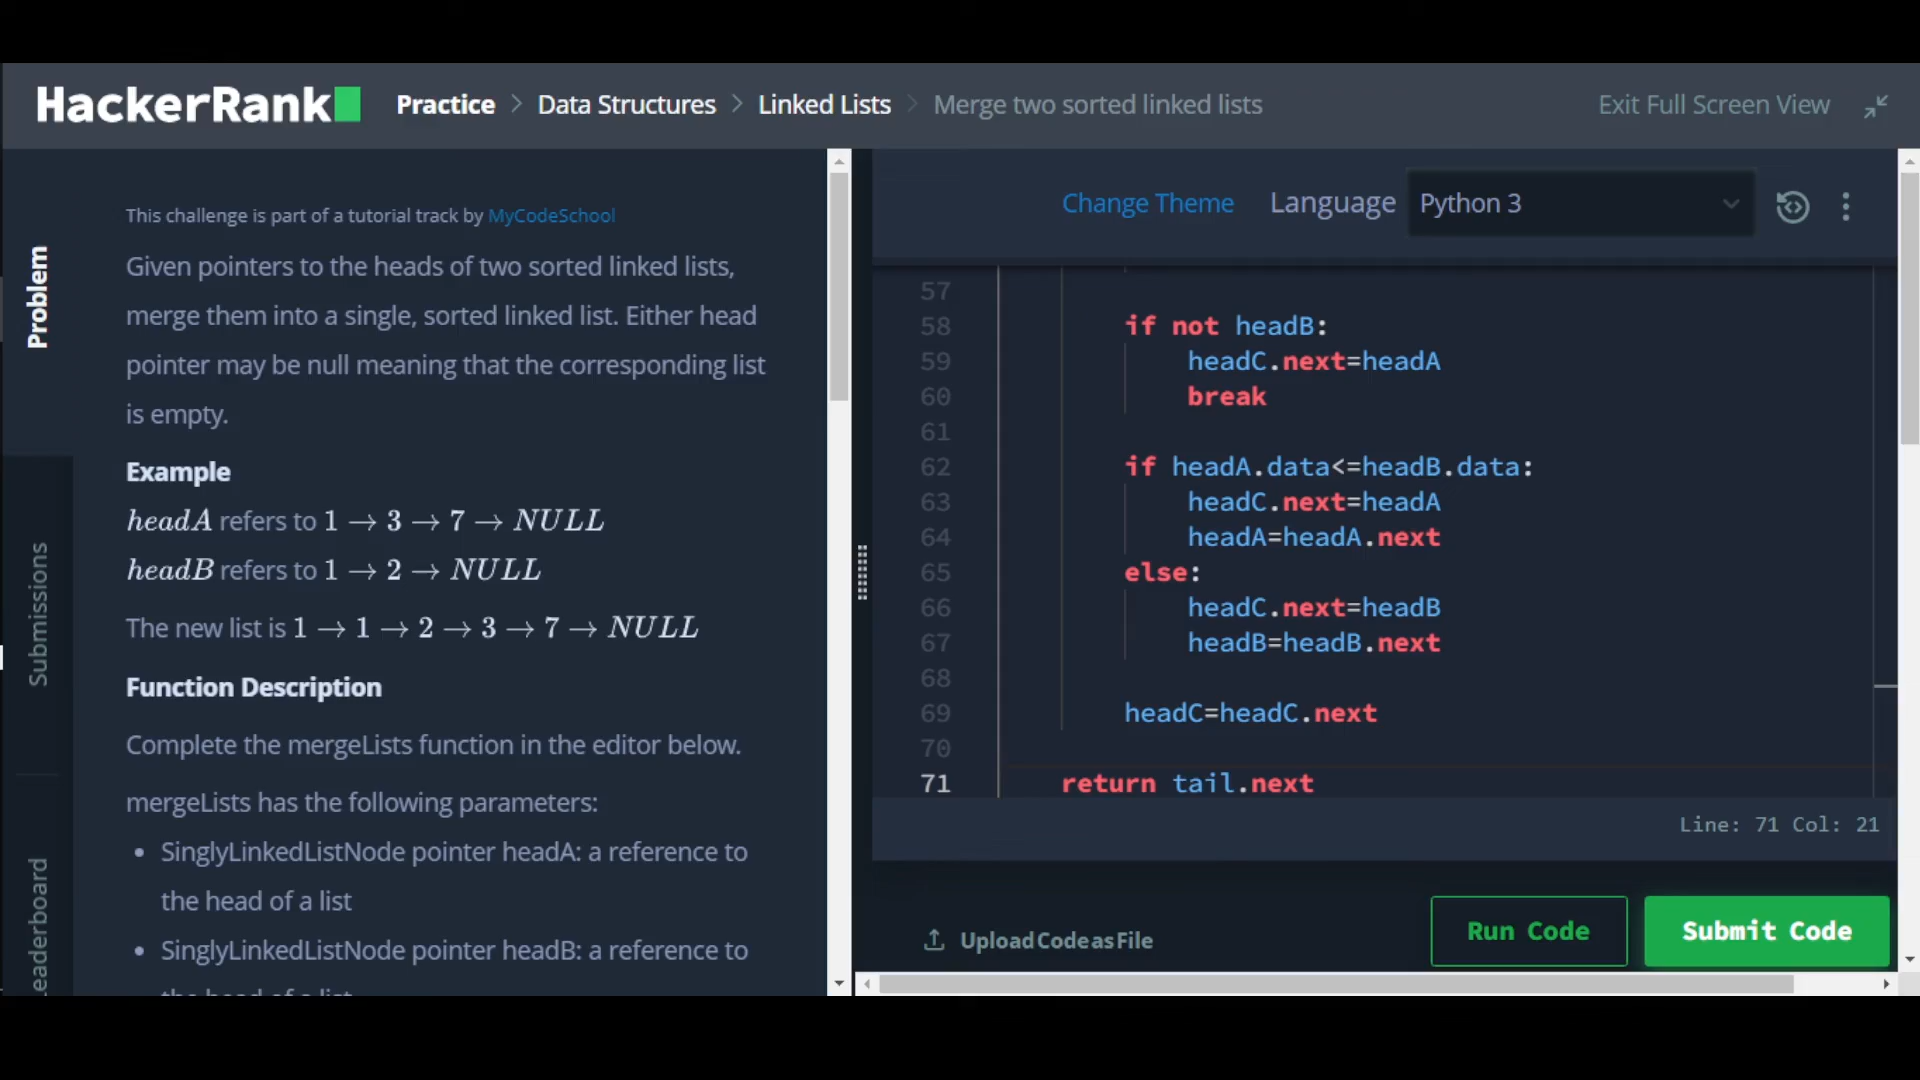 HackerRank
Practice > Data Structures > Linked Lists > Merge two sorted linked lists
Exit Full Screen View
Problem
Submissions
Leaderboard
This challenge is part of a tutorial track by MyCodeSchool
Given pointers to the heads of two sorted linked lists,
merge them into a single, sorted linked list. Either head
pointer may be null meaning that the corresponding list
is empty.
Example
headA refers to 1 → 3 → 7 → NULL
headB refers to 1 → 2 → NULL
The new list is 1 → 1 → 2 → 3 → 7 → NULL
Function Description
Complete the mergeLists function in the editor below.
mergeLists has the following parameters:
• SinglyLinkedListNode pointer headA: a reference to
the head of a list
• SinglyLinkedListNode pointer headB: a reference to
the head of a list
Change Theme
Language
Python 3
57
58 if not headB:
59 headC.next=headA
60 break
61
62 if headA.data<=headB.data:
63 headC.next=headA
64 headA=headA.next
65 else:
66 headC.next=headB
67 headB=headB.next
68
69 headC=headC.next
70
71 return tail.next
Line: 71 Col: 21
Upload Code as File
Run Code
Submit Code